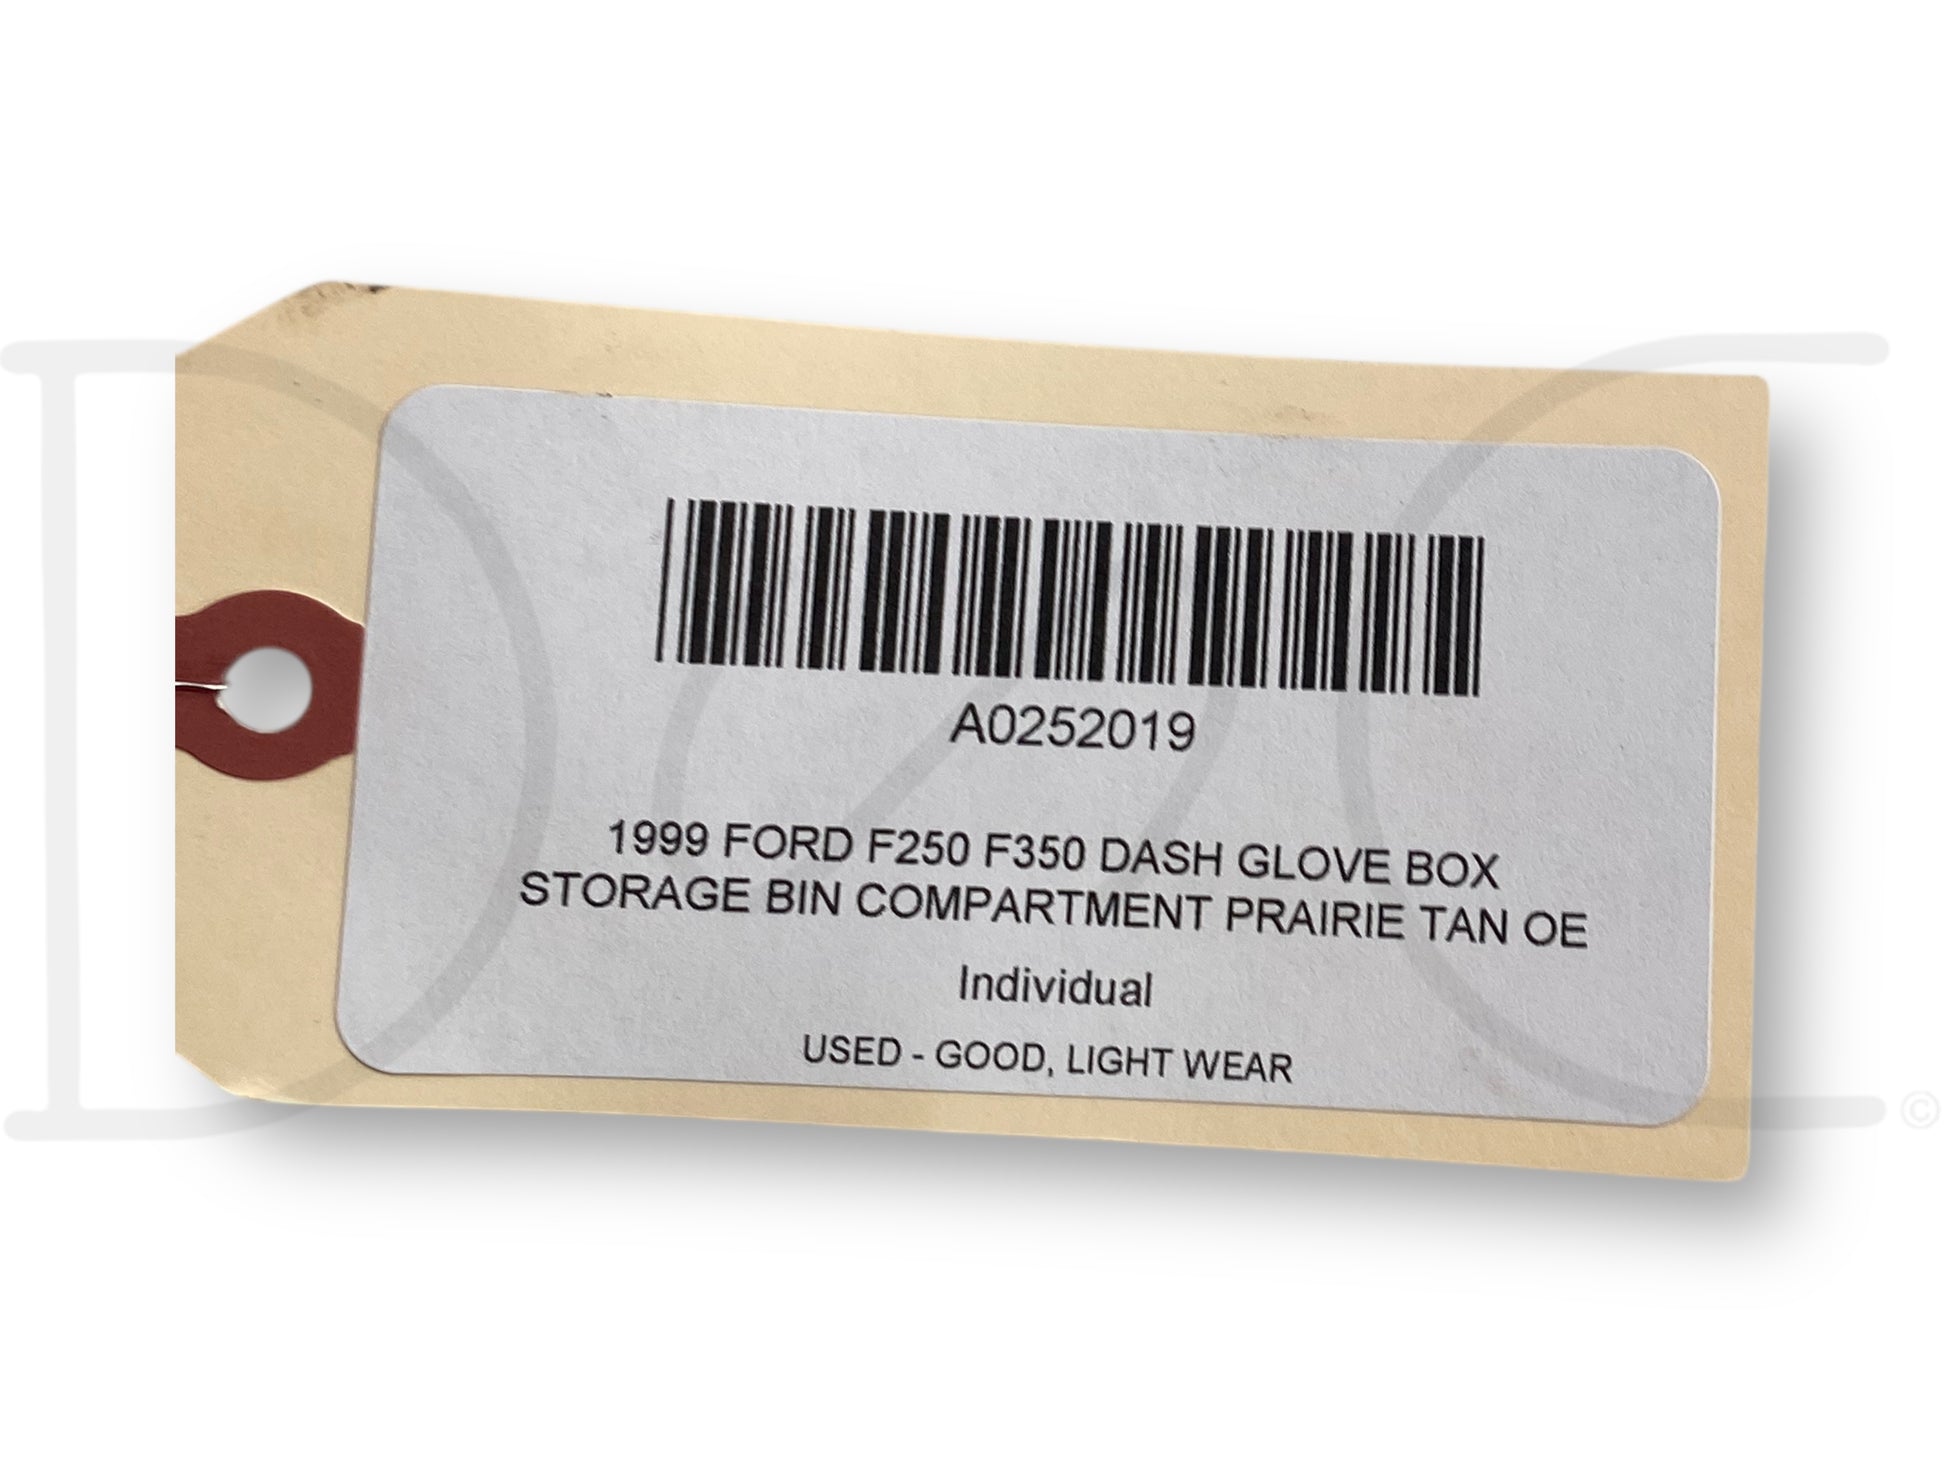 A0252019
1999 FORD F250 F350 DASH GLOVE BOX
STORAGE BIN COMPARTMENT PRAIRIE TAN OE
Individual
USED - GOOD, LIGHT WEAR
©